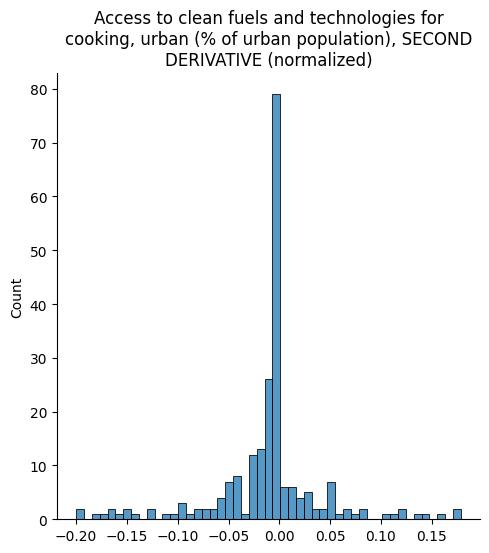 Access to clean fuels and technologies for
cooking, urban (% of urban population), SECOND
DERIVATIVE (normalized)
80
70
60
50
40
30
20
10
0
Count
−0.20 −0.15 −0.10 −0.05 0.00 0.05 0.10 0.15